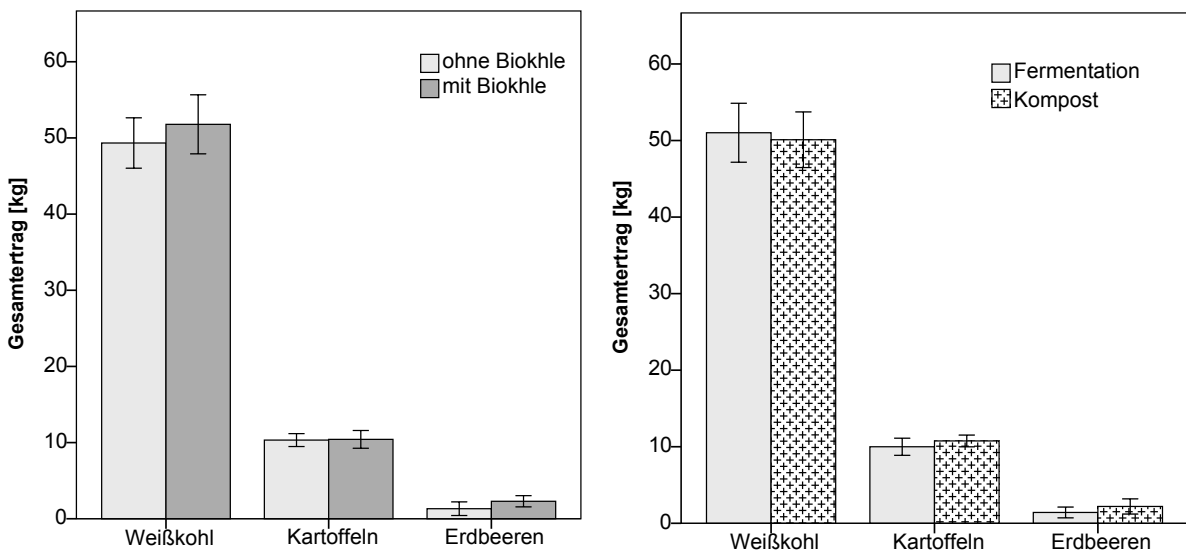 Gesamtertrag [kg]
60
50
40
30
20
10
0
ohne Biokhle
mit Biokhle
Weißkohl
Kartoffeln
Erdbeeren
Gesamtertrag [kg]
60
50
40
30
20
10
0
Fermentation
Kompost
Weißkohl
Kartoffeln
Erdbeeren